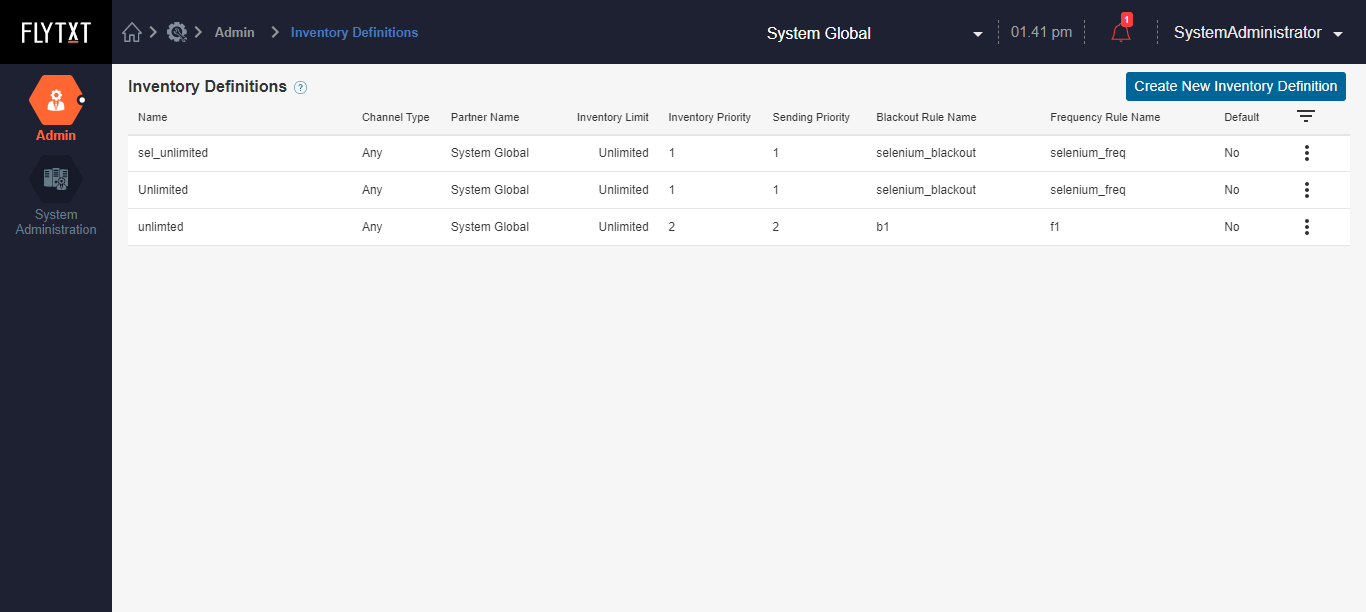 FLYTXT
Admin
Inventory Definitions
System Global
01.41 pm
1
SystemAdministrator
Admin
System
Administration
Inventory Definitions ?
Create New Inventory Definition
Name Channel Type Partner Name Inventory Limit Inventory Priority Sending Priority Blackout Rule Name Frequency Rule Name Default
sel_unlimited Any System Global Unlimited 1 1 selenium_blackout selenium_freq No
Unlimited Any System Global Unlimited 1 1 selenium_blackout selenium_freq No
unlimted Any System Global Unlimited 2 2 b1 f1 No